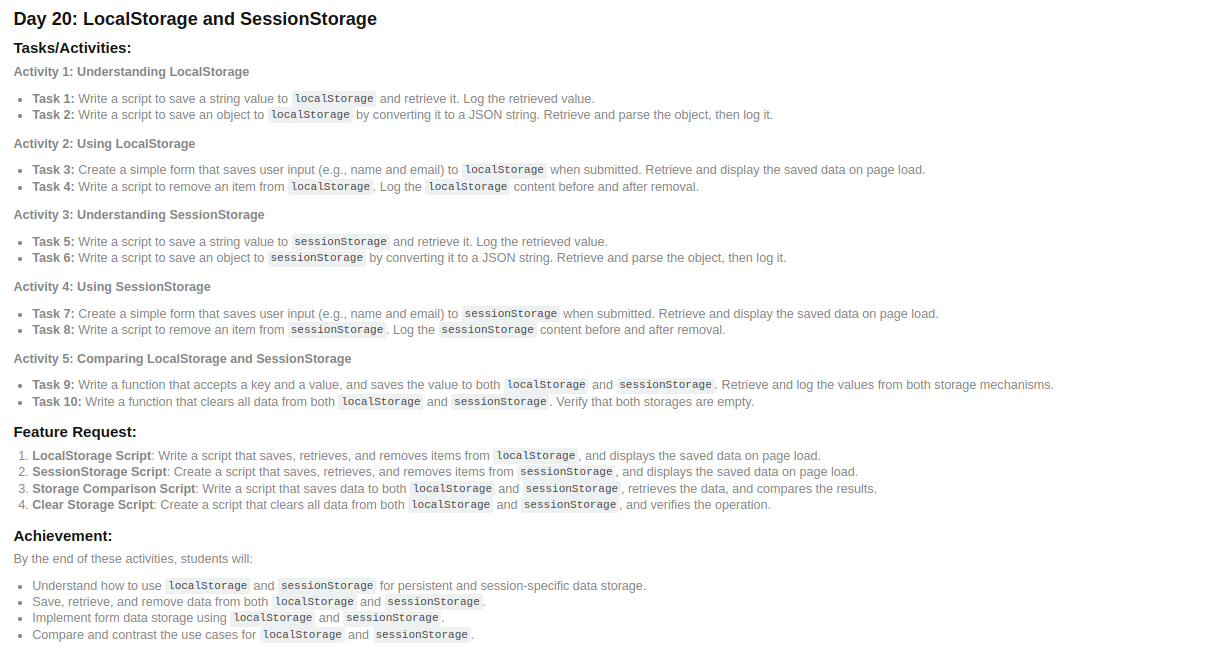 Day 20: LocalStorage and SessionStorage
Tasks/Activities:
Activity 1: Understanding LocalStorage
• Task 1: Write a script to save a string value to localStorage and retrieve it. Log the retrieved value.
• Task 2: Write a script to save an object to localStorage by converting it to a JSON string. Retrieve and parse the object, then log it.
Activity 2: Using LocalStorage
• Task 3: Create a simple form that saves user input (e.g., name and email) to localStorage when submitted. Retrieve and display the saved data on page load.
• Task 4: Write a script to remove an item from localStorage. Log the localStorage content before and after removal.
Activity 3: Understanding SessionStorage
• Task 5: Write a script to save a string value to sessionStorage and retrieve it. Log the retrieved value.
• Task 6: Write a script to save an object to sessionStorage by converting it to a JSON string. Retrieve and parse the object, then log it.
Activity 4: Using SessionStorage
• Task 7: Create a simple form that saves user input (e.g., name and email) to sessionStorage when submitted. Retrieve and display the saved data on page load.
• Task 8: Write a script to remove an item from sessionStorage. Log the sessionStorage content before and after removal.
Activity 5: Comparing LocalStorage and SessionStorage
• Task 9: Write a function that accepts a key and a value, and saves the value to both localStorage and sessionStorage. Retrieve and log the values from both storage mechanisms.
• Task 10: Write a function that clears all data from both localStorage and sessionStorage. Verify that both storages are empty.
Feature Request:
1. LocalStorage Script: Write a script that saves, retrieves, and removes items from localStorage, and displays the saved data on page load.
2. SessionStorage Script: Create a script that saves, retrieves, and removes items from sessionStorage, and displays the saved data on page load.
3. Storage Comparison Script: Write a script that saves data to both localStorage and sessionStorage, retrieves the data, and compares the results.
4. Clear Storage Script: Create a script that clears all data from both localStorage and sessionStorage, and verifies the operation.
Achievement:
By the end of these activities, students will:
• Understand how to use localStorage and sessionStorage for persistent and session-specific data storage.
• Save, retrieve, and remove data from both localStorage and sessionStorage.
• Implement form data storage using localStorage and sessionStorage.
• Compare and contrast the use cases for localStorage and sessionStorage.